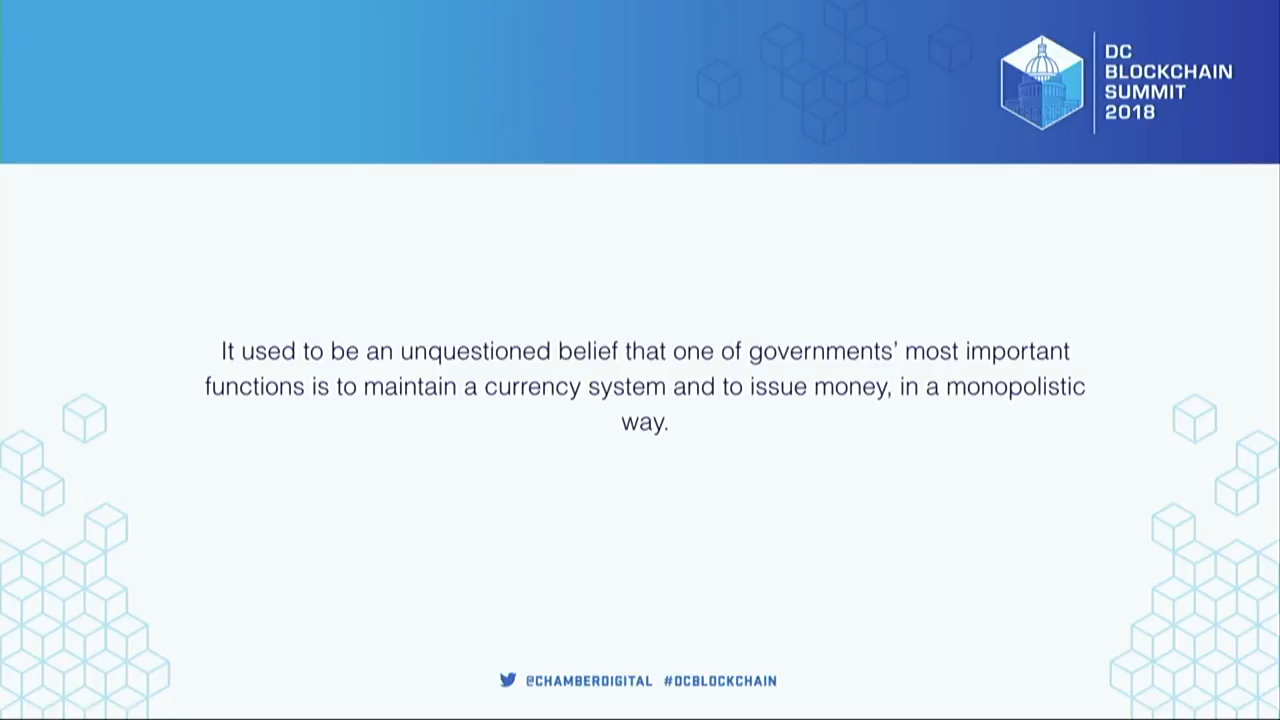 DC
BLOCKCHAIN
SUMMIT
2018
It used to be an unquestioned belief that one of governments’ most important
functions is to maintain a currency system and to issue money, in a monopolistic
way.
@CHAMBERDIGITAL #DCBLOCKCHAIN